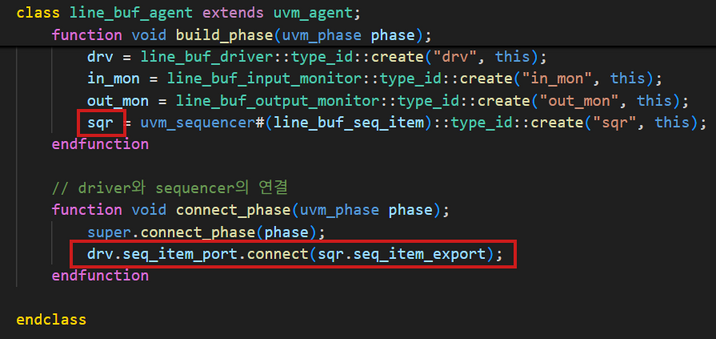 class line_buf_agent extends uvm_agent;
function void build_phase(uvm_phase phase);
drv = line_buf_driver::type_id::create("drv", this);
in_mon = line_buf_input_monitor::type_id::create("in_mon", this);
out_mon = line_buf_output_monitor::type_id::create("out_mon", this);
sqr = uvm_sequencer#(line_buf_seq_item)::type_id::create("sqr", this);
endfunction
// driver와 sequencer의 연결
function void connect_phase(uvm_phase phase);
super.connect_phase(phase);
drv.seq_item_port.connect(sqr.seq_item_export);
endfunction
endclass